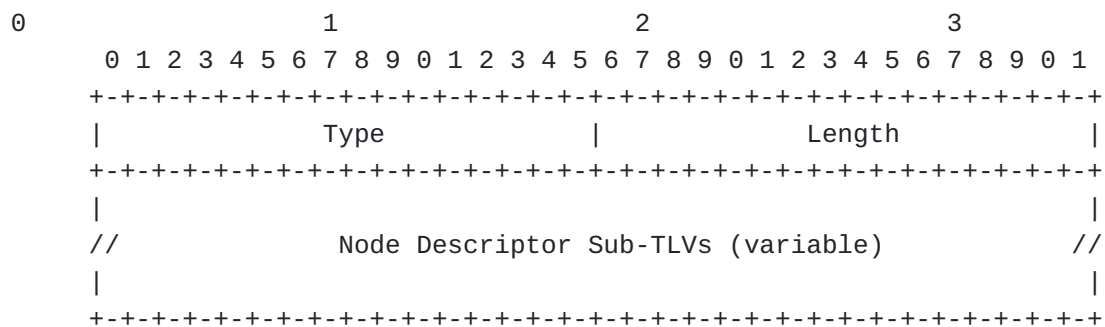 0                   1                   2                   3
0 1 2 3 4 5 6 7 8 9 0 1 2 3 4 5 6 7 8 9 0 1 2 3 4 5 6 7 8 9 0 1
+-+-+-+-+-+-+-+-+-+-+-+-+-+-+-+-+-+-+-+-+-+-+-+-+-+-+-+-+-+-+-+-+
|              Type             |             Length            |
+-+-+-+-+-+-+-+-+-+-+-+-+-+-+-+-+-+-+-+-+-+-+-+-+-+-+-+-+-+-+-+-+
|                                                               |
//              Node Descriptor Sub-TLVs (variable)            //
|                                                               |
+-+-+-+-+-+-+-+-+-+-+-+-+-+-+-+-+-+-+-+-+-+-+-+-+-+-+-+-+-+-+-+-+